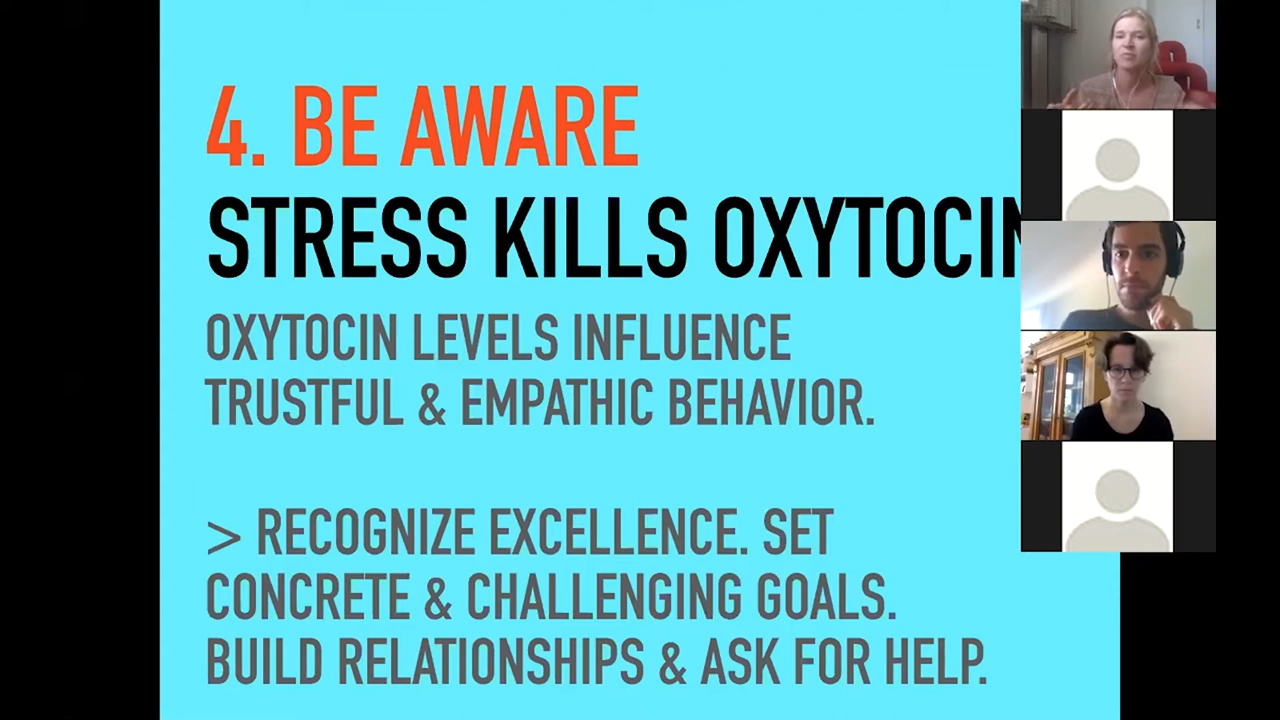 4. BE AWARE
STRESS KILLS OXYTOCIN
OXYTOCIN LEVELS INFLUENCE
TRUSTFUL & EMPATHIC BEHAVIOR.
> RECOGNIZE EXCELLENCE. SET
CONCRETE & CHALLENGING GOALS.
BUILD RELATIONSHIPS & ASK FOR HELP.